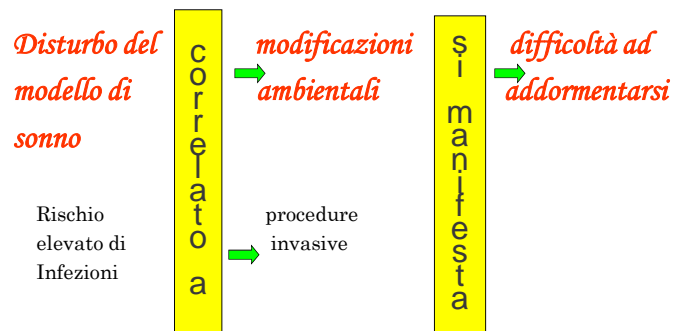 Disturbo del
modello di
sonno
correlato a
modificazioni
ambientali
si manifesta
difficoltà ad
addormentarsi
Rischio
elevato di
Infezioni
procedure
invasive